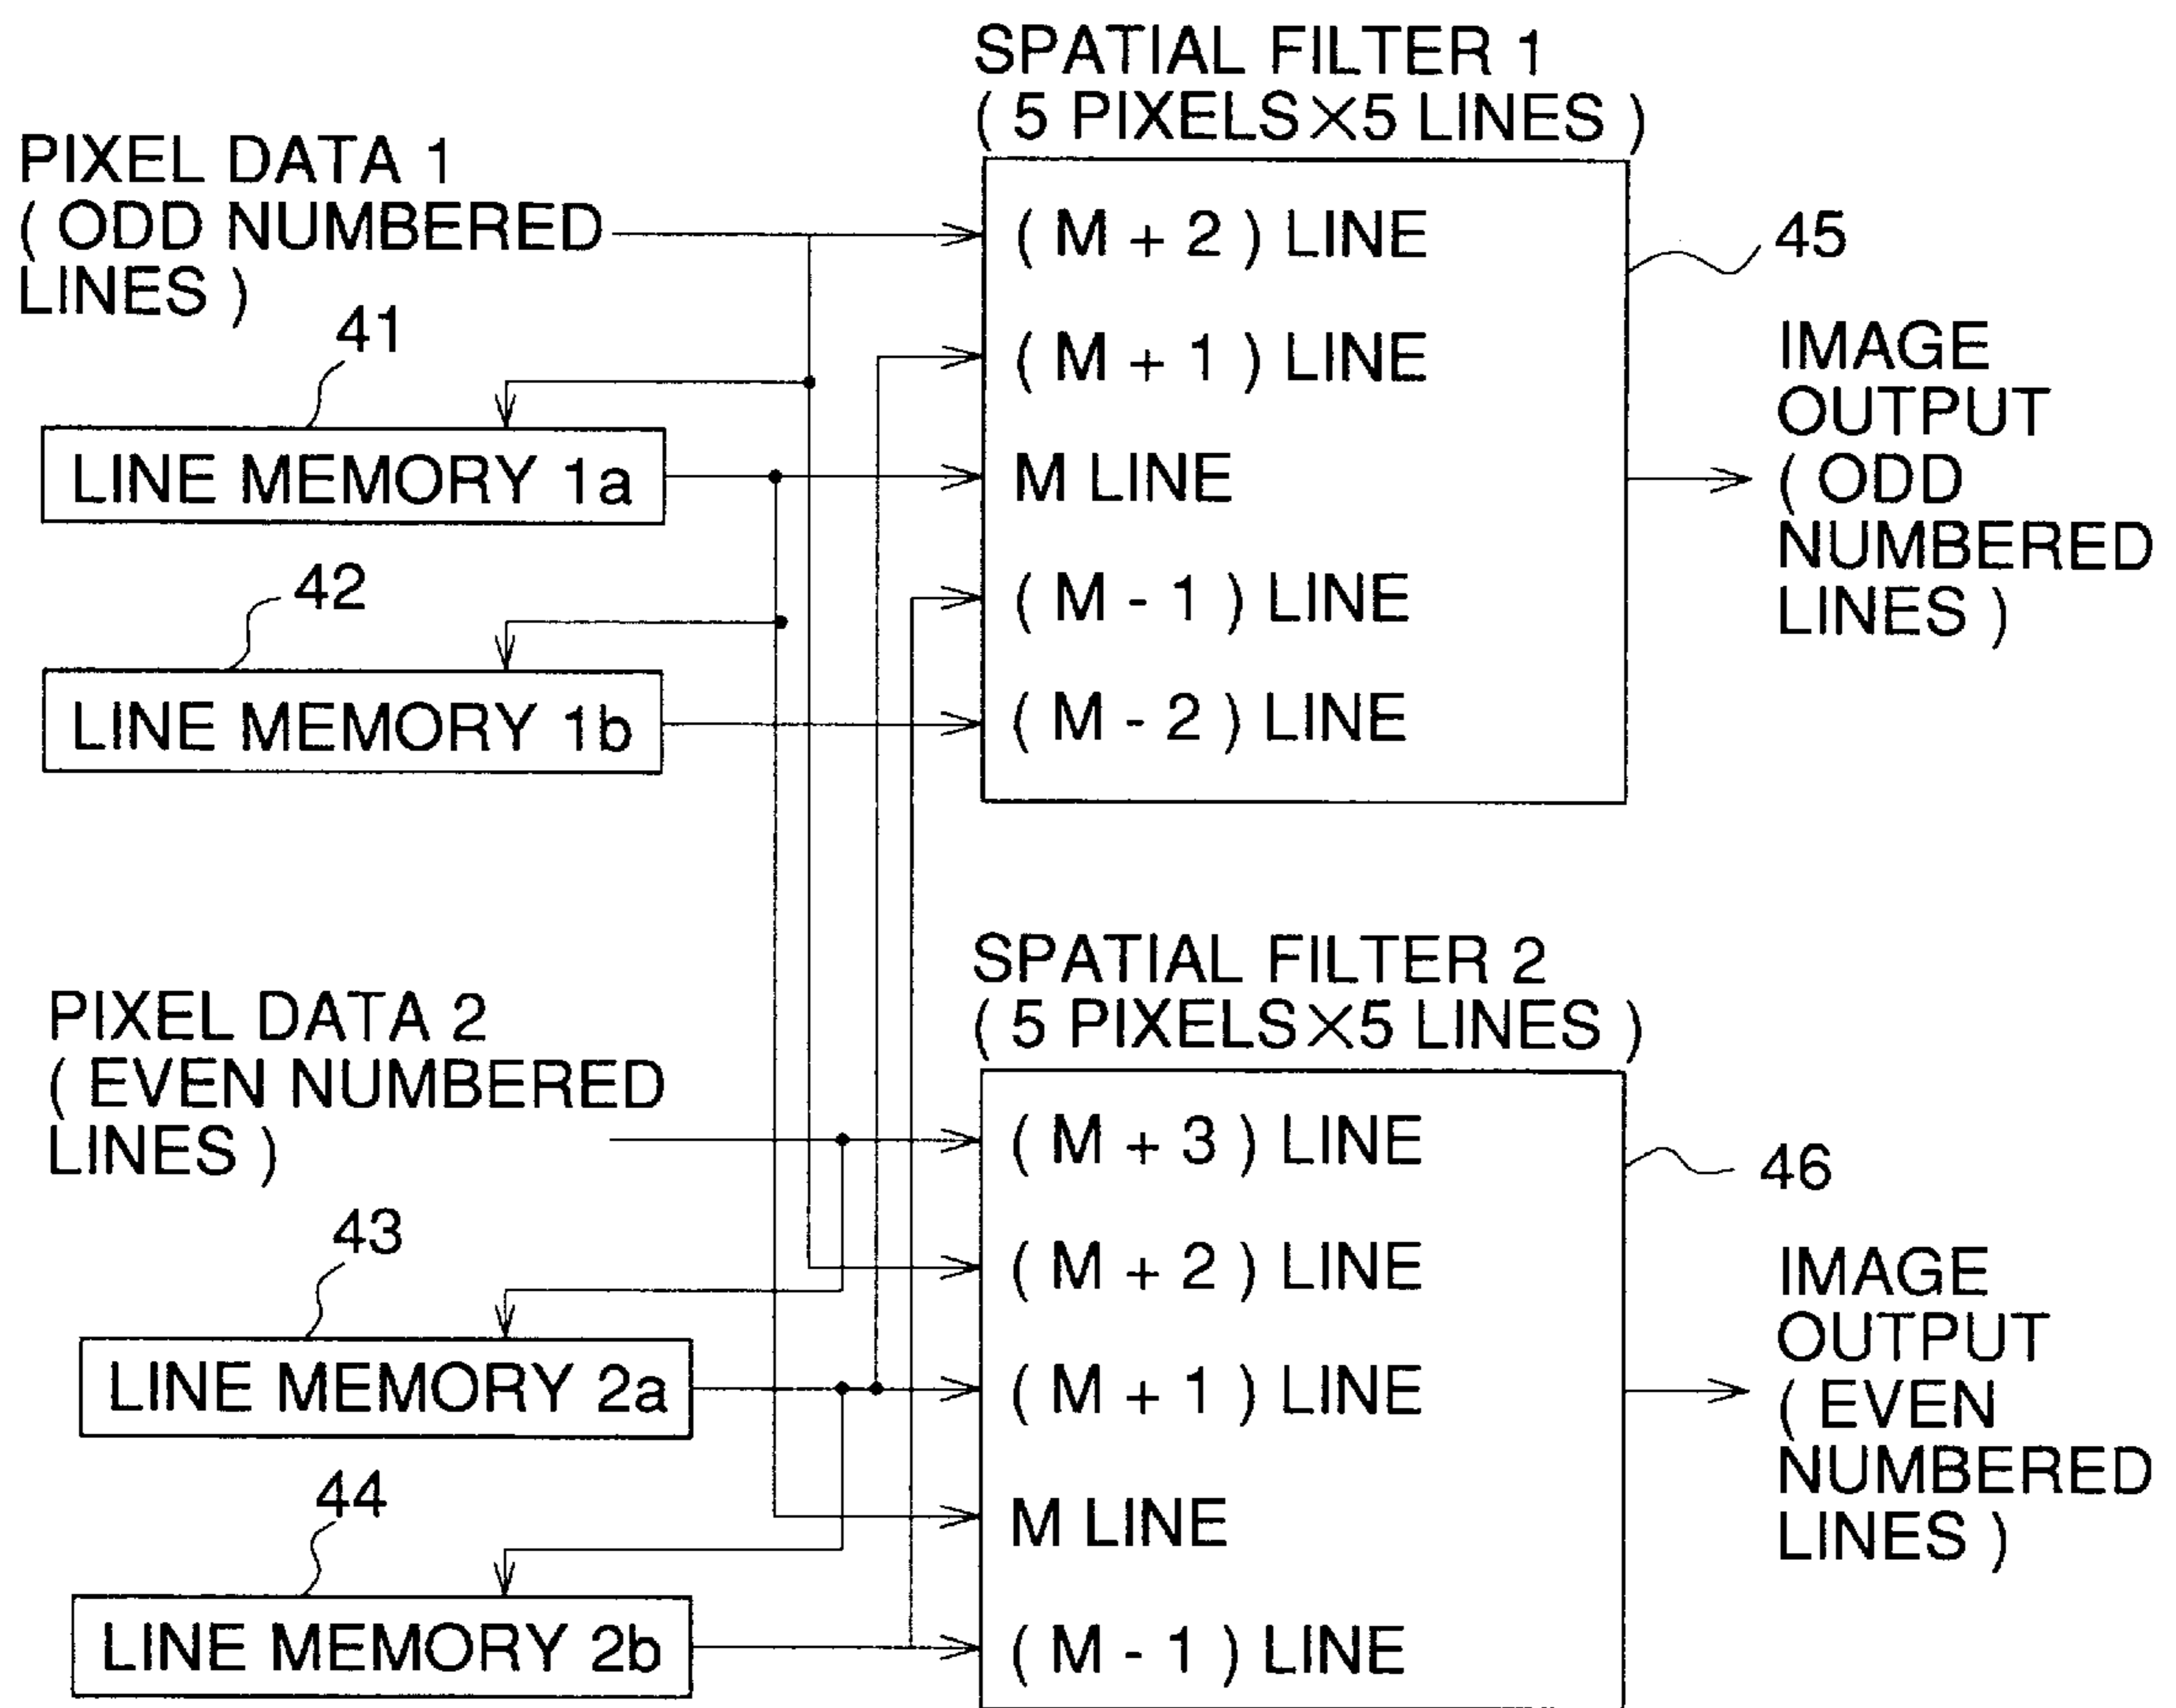 SPATIAL FILTER 1
( 5 PIXELS×5 LINES )
PIXEL DATA 1
( ODD NUMBERED
LINES )
( M + 2 ) LINE
45
41
( M + 1 ) LINE
IMAGE
OUTPUT
( ODD
NUMBERED
LINES )
LINE MEMORY 1a
M LINE
42
( M - 1 ) LINE
LINE MEMORY 1b
( M - 2 ) LINE
SPATIAL FILTER 2
( 5 PIXELS×5 LINES )
PIXEL DATA 2
( EVEN NUMBERED
LINES )
( M + 3 ) LINE
46
43
( M + 2 ) LINE
IMAGE
OUTPUT
( EVEN
NUMBERED
LINES )
LINE MEMORY 2a
( M + 1 ) LINE
44
M LINE
LINE MEMORY 2b
( M - 1 ) LINE